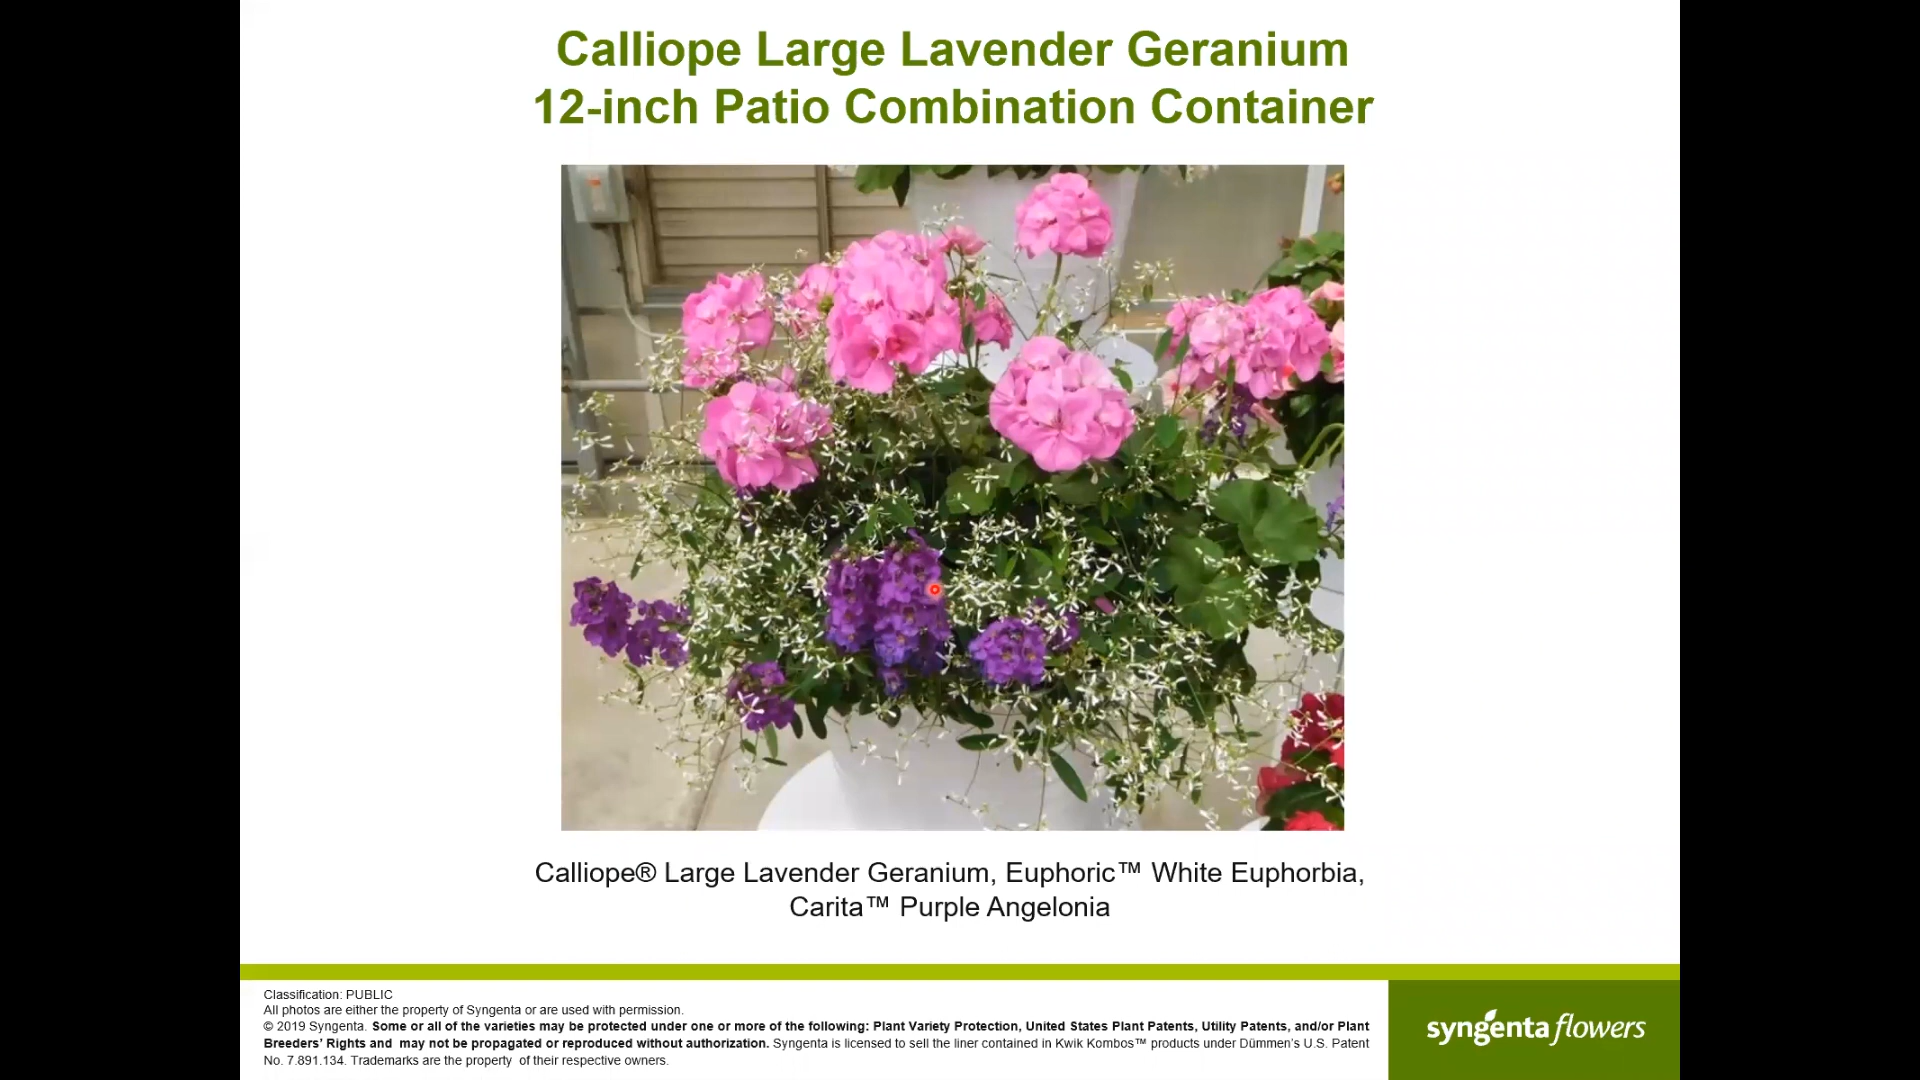 Calliope Large Lavender Geranium
12-inch Patio Combination Container
Calliope® Large Lavender Geranium, Euphoric™ White Euphorbia,
Carita™ Purple Angelonia
Classification: PUBLIC
All photos are either the property of Syngenta or are used with permission.
© 2019 Syngenta. Some or all of the varieties may be protected under one or more of the following: Plant Variety Protection, United States Plant Patents, Utility Patents, and/or Plant
Breeders’ Rights and may not be propagated or reproduced without authorization. Syngenta is licensed to sell the liner contained in Kwik Kombos™ products under Dümmen’s U.S. Patent
No. 7.891.134. Trademarks are the property of their respective owners.
syngenta flowers